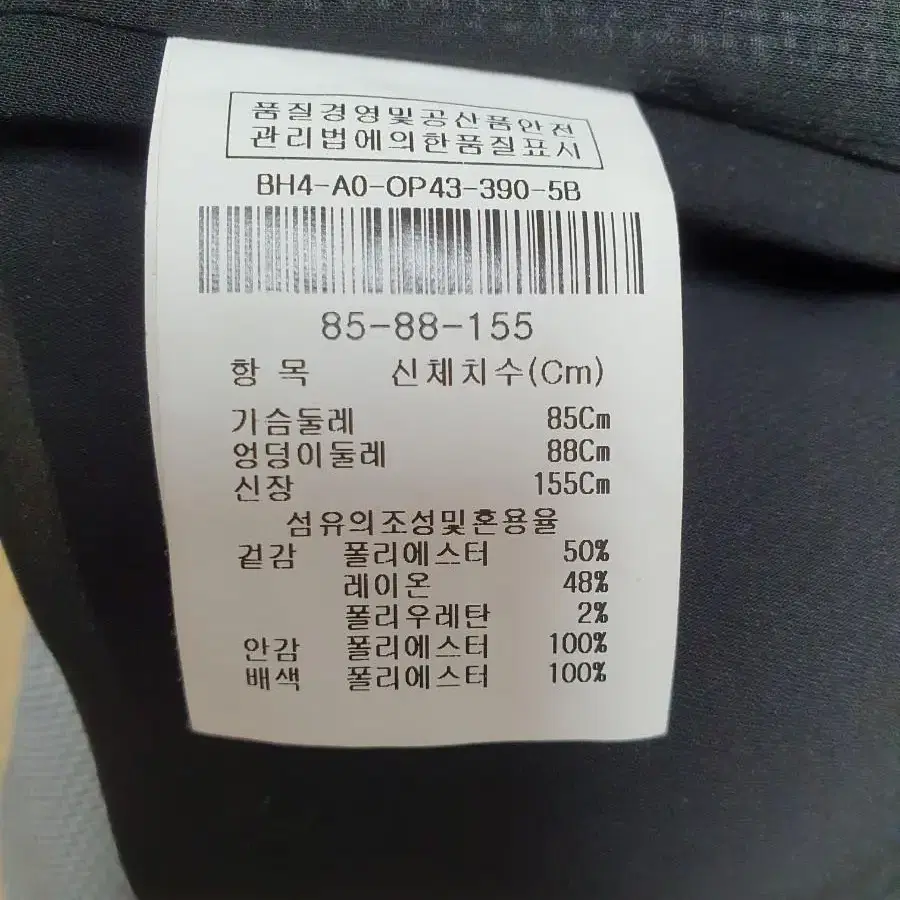 품질경영및공산품안전
관리법에의한품질표시
BH4-A0-OP43-390-5B
85-88-155
항 목 신체치수(Cm)
가슴둘레 85Cm
엉덩이둘레 88Cm
신장 155Cm
섬유의조성및혼용율
겉감 폴리에스터 50%
레이온 48%
폴리우레탄 2%
안감 폴리에스터 100%
배색 폴리에스터 100%